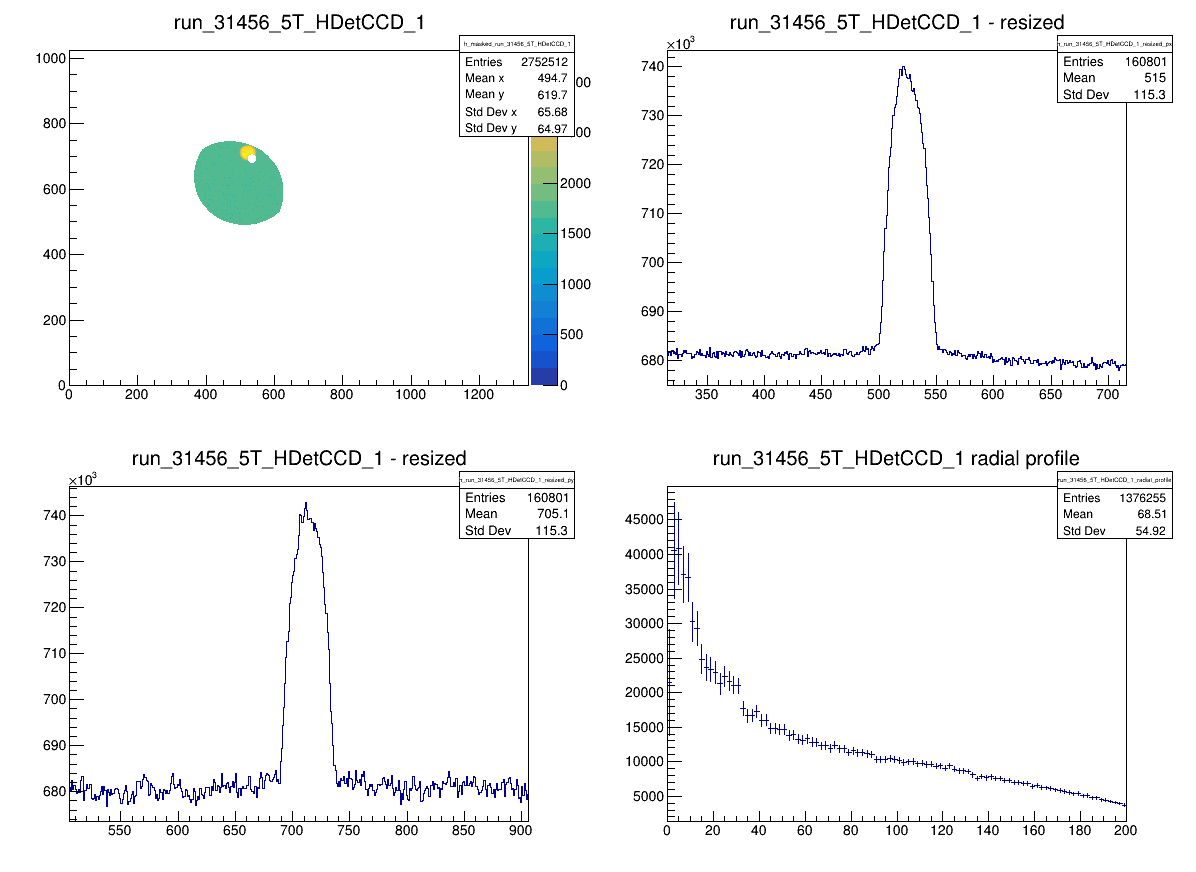 run_31456_5T_HDetCCD_1
h_masked_run_31456_5T_HDetCCD_1
Entries 2752512
Mean x 494.7
Mean y 619.7
Std Dev x 65.68
Std Dev y 64.97
1000
800
600
400
200
0
0 200 400 600 800 1000 1200
00
00
2000
1500
1000
500
0
run_31456_5T_HDetCCD_1 - resized
×10³
_run_31456_5T_HDetCCD_1_resized_px
Entries 160801
Mean 515
Std Dev 115.3
740
730
720
710
700
690
680
350 400 450 500 550 600 650 700
run_31456_5T_HDetCCD_1 - resized
×10³
_run_31456_5T_HDetCCD_1_resized_py
Entries 160801
Mean 705.1
Std Dev 115.3
740
730
720
710
700
690
680
550 600 650 700 750 800 850 900
run_31456_5T_HDetCCD_1 radial profile
run_31456_5T_HDetCCD_1_radial_profile
Entries 1376255
Mean 68.51
Std Dev 54.92
45000
40000
35000
30000
25000
20000
15000
10000
5000
0 20 40 60 80 100 120 140 160 180 200